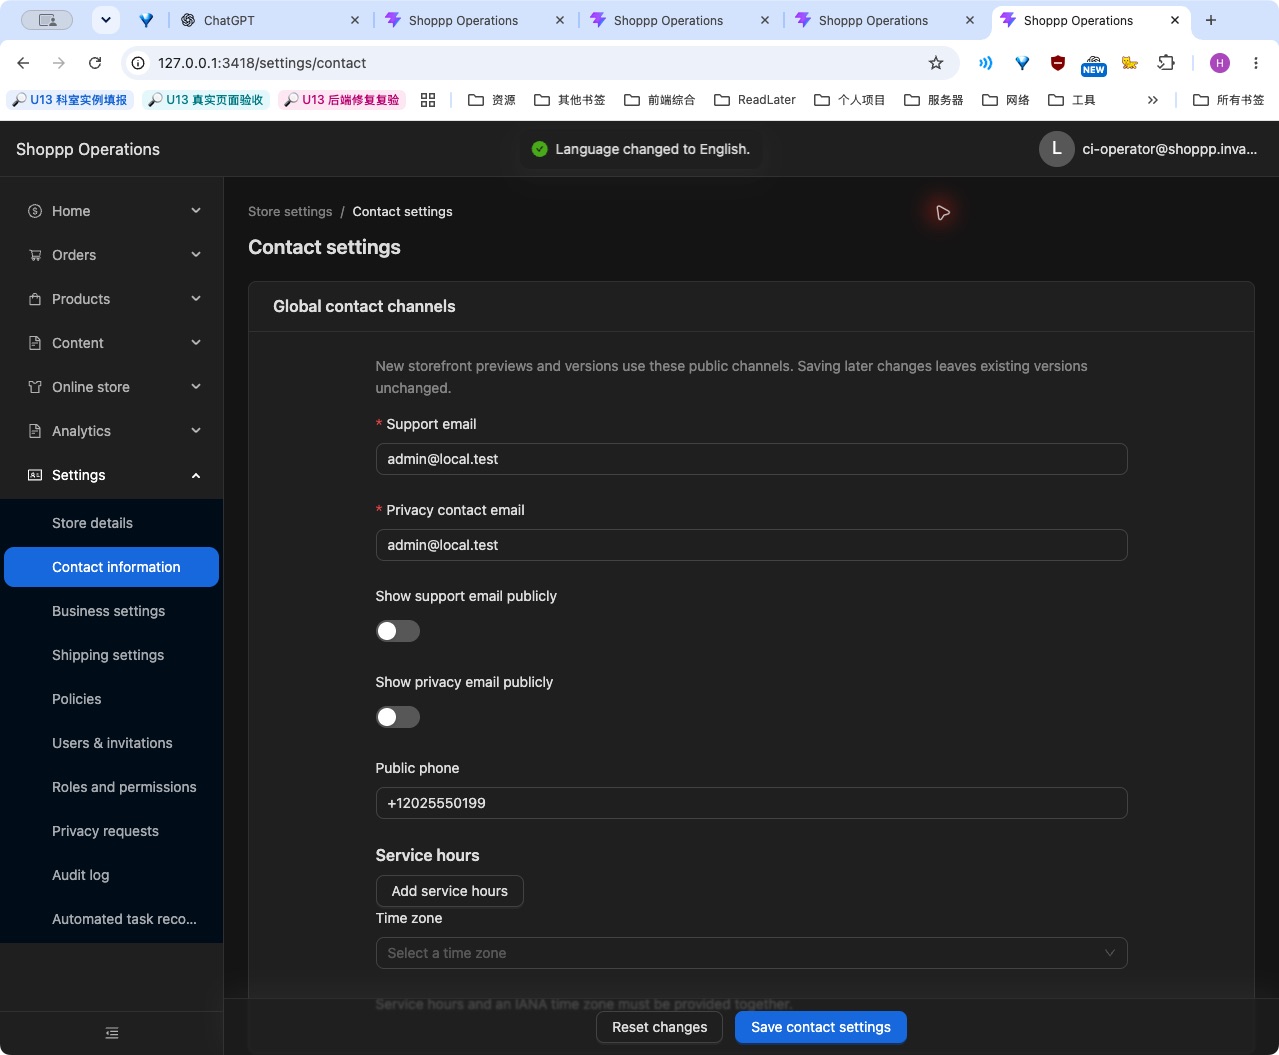 ChatGPT
Shoppp Operations
Shoppp Operations
Shoppp Operations
Shoppp Operations
127.0.0.1:3418/settings/contact
NEW
H
U13 科室实例填报
U13 真实页面验收
U13 后端修复复验
资源
其他书签
前端综合
ReadLater
个人项目
服务器
网络
工具
所有书签
Shoppp Operations
Language changed to English.
L
ci-operator@shoppp.inva...
Home
Orders
Products
Content
Online store
Analytics
Settings
Store details
Contact information
Business settings
Shipping settings
Policies
Users & invitations
Roles and permissions
Privacy requests
Audit log
Automated task reco...
Store settings / Contact settings
Contact settings
Global contact channels
New storefront previews and versions use these public channels. Saving later changes leaves existing versions
unchanged.
* Support email
admin@local.test
* Privacy contact email
admin@local.test
Show support email publicly
Show privacy email publicly
Public phone
+12025550199
Service hours
Add service hours
Time zone
Select a time zone
Service hours and an IANA time zone must be provided together.
Reset changes
Save contact settings